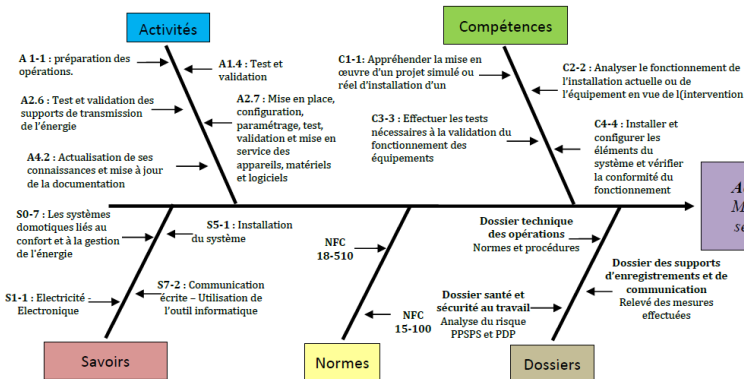 Activités
Compétences
A 1-1 : préparation des
opérations.
A1.4 : Test et
validation
A2.6 : Test et validation des
supports de transmission
de l'énergie
A2.7 : Mise en place,
configuration,
paramétrage, test,
validation et mise en
service des
appareils, matériels
et logiciels
A4.2 : Actualisation de ses
connaissances et mise à jour
de la documentation
C1-1: Appréhender la mise en
œuvre d'un projet simulé ou
réel d'installation d'un
C2-2 : Analyser le fonctionnement de
l'installation actuelle ou de
l'équipement en vue de l(intervention
C3-3 : Effectuer les tests
nécessaires à la validation du
fonctionnement des
équipements
C4-4 : Installer et
configurer les
éléments du
système et vérifier
la conformité du
fonctionnement
S0-7 : Les systèmes
domotiques liés au
confort et à la gestion
de l'énergie
S5-1 : Installation
du système
S1-1 : Electricité -
Electronique
S7-2 : Communication
écrite – Utilisation de
l'outil informatique
NFC
18-510
NFC
15-100
Dossier technique
des opérations
Normes et procédures
Dossier des supports
d'enregistrements et de
communication
Relevé des mesures
effectuées
Dossier santé et
sécurité au travail
Analyse du risque
PPSPS et PDP
Savoirs
Normes
Dossiers